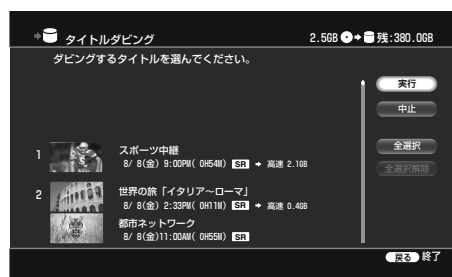 タイトルダビング 2.5GB 残:380.0GB
ダビングするタイトルを選んでください。
実行
中止
全選択
全選択解除
1 スポーツ中継
8/ 8(金) 9:00PM( 0H54M) SR 高速 2.1GB
2 世界の旅「イタリア～ローマ」
8/ 8(金) 2:33PM( 0H11M) SR 高速 0.4GB
都市ネットワーク
8/ 8(金)11:00AM( 0H55M) SR
戻る 終了